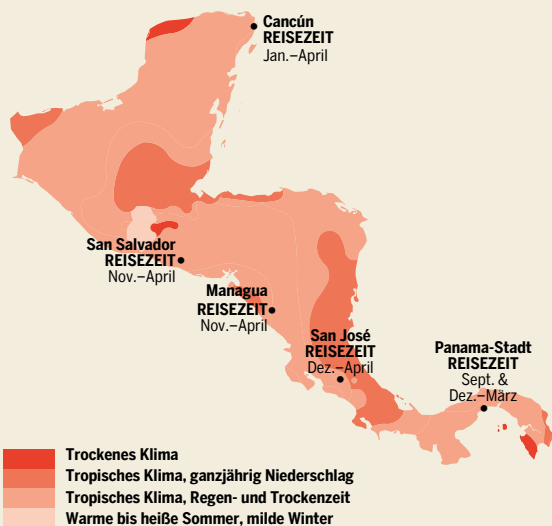 Cancún
REISEZEIT
Jan.–April
San Salvador
REISEZEIT
Nov.–April
Managua
REISEZEIT
Nov.–April
San José
REISEZEIT
Dez.–April
Panama-Stadt
REISEZEIT
Sept. &
Dez.–März
Trockenes Klima
Tropisches Klima, ganzjährig Niederschlag
Tropisches Klima, Regen- und Trockenzeit
Warme bis heiße Sommer, milde Winter